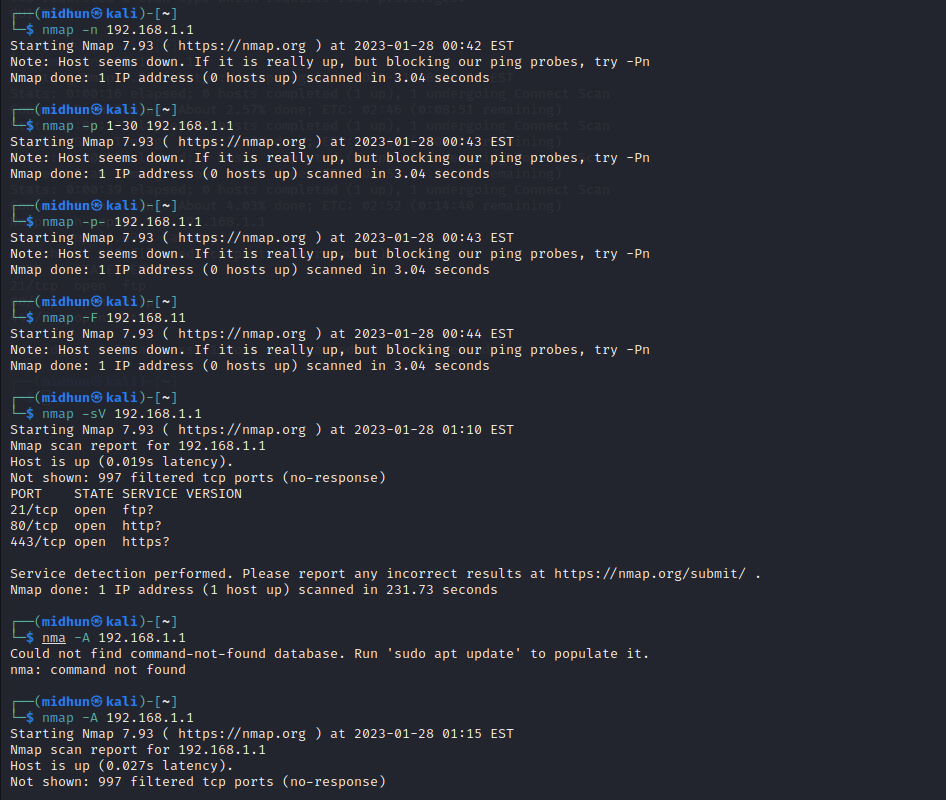 ┌──(midhun㉿kali)-[~]
└─$ nmap -n 192.168.1.1
Starting Nmap 7.93 ( https://nmap.org ) at 2023-01-28 00:42 EST
Note: Host seems down. If it is really up, but blocking our ping probes, try -Pn
Nmap done: 1 IP address (0 hosts up) scanned in 3.04 seconds
┌──(midhun㉿kali)-[~]
└─$ nmap -p 1-30 192.168.1.1
Starting Nmap 7.93 ( https://nmap.org ) at 2023-01-28 00:43 EST
Note: Host seems down. If it is really up, but blocking our ping probes, try -Pn
Nmap done: 1 IP address (0 hosts up) scanned in 3.04 seconds
┌──(midhun㉿kali)-[~]
└─$ nmap -p- 192.168.1.1
Starting Nmap 7.93 ( https://nmap.org ) at 2023-01-28 00:43 EST
Note: Host seems down. If it is really up, but blocking our ping probes, try -Pn
Nmap done: 1 IP address (0 hosts up) scanned in 3.04 seconds
┌──(midhun㉿kali)-[~]
└─$ nmap -F 192.168.11
Starting Nmap 7.93 ( https://nmap.org ) at 2023-01-28 00:44 EST
Note: Host seems down. If it is really up, but blocking our ping probes, try -Pn
Nmap done: 1 IP address (0 hosts up) scanned in 3.04 seconds
┌──(midhun㉿kali)-[~]
└─$ nmap -sV 192.168.1.1
Starting Nmap 7.93 ( https://nmap.org ) at 2023-01-28 01:10 EST
Nmap scan report for 192.168.1.1
Host is up (0.019s latency).
Not shown: 997 filtered tcp ports (no-response)
PORT    STATE SERVICE VERSION
21/tcp  open  ftp?
80/tcp  open  http?
443/tcp open  https?
Service detection performed. Please report any incorrect results at https://nmap.org/submit/ .
Nmap done: 1 IP address (1 host up) scanned in 231.73 seconds
┌──(midhun㉿kali)-[~]
└─$ nma -A 192.168.1.1
Could not find command-not-found database. Run 'sudo apt update' to populate it.
nma: command not found
┌──(midhun㉿kali)-[~]
└─$ nmap -A 192.168.1.1
Starting Nmap 7.93 ( https://nmap.org ) at 2023-01-28 01:15 EST
Nmap scan report for 192.168.1.1
Host is up (0.027s latency).
Not shown: 997 filtered tcp ports (no-response)